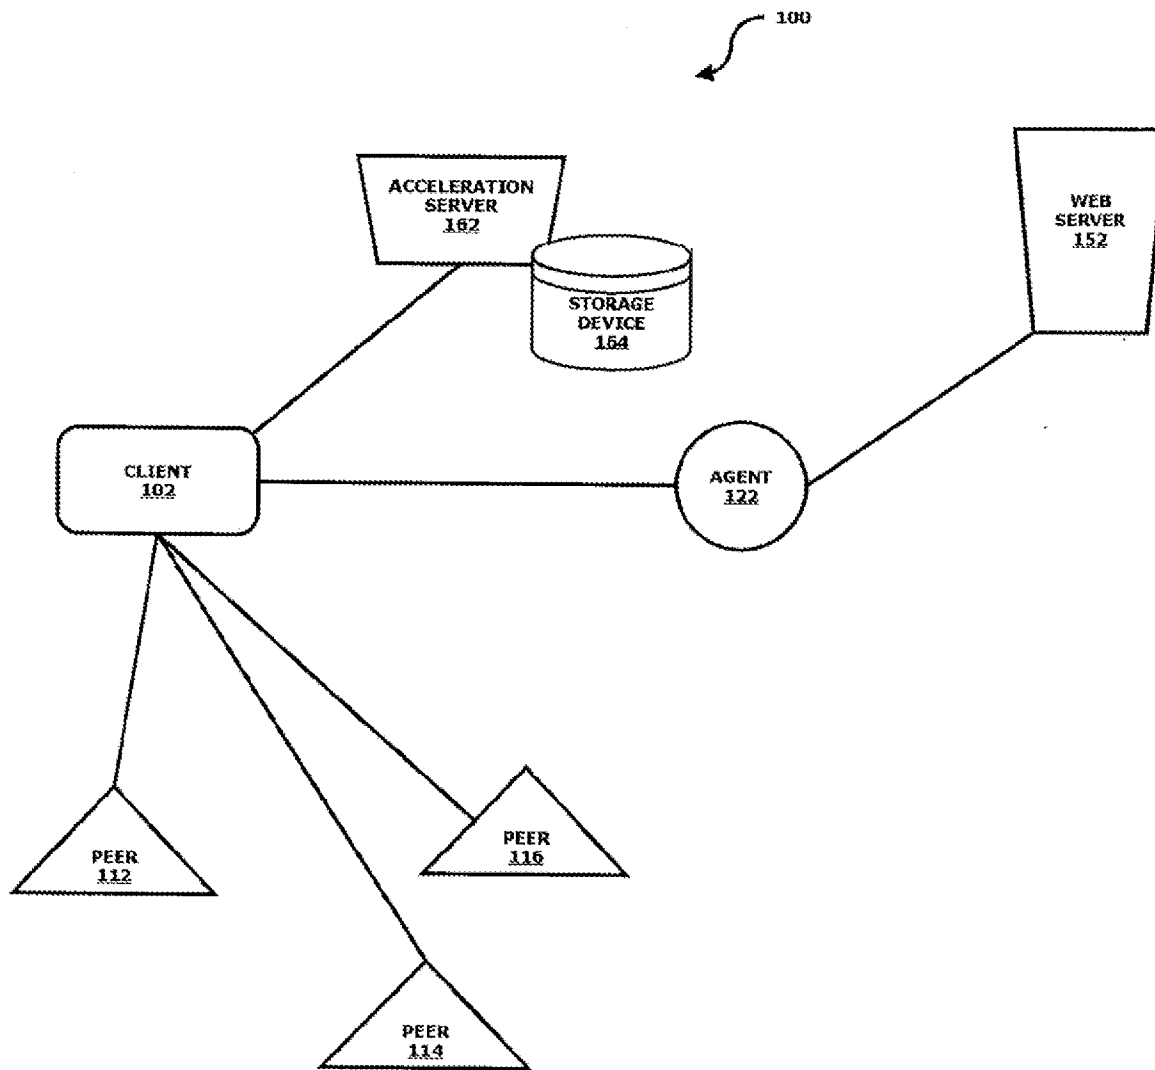 100
ACCELERATION
SERVER
162
WEB
SERVER
152
STORAGE
DEVICE
164
CLIENT
102
AGENT
122
PEER
116
PEER
112
PEER
114